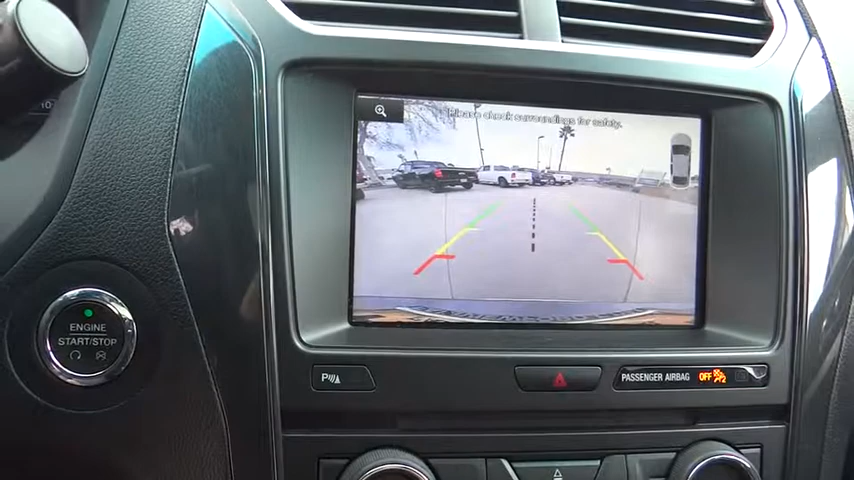 Please check surroundings for safety.
ENGINE
START/STOP
P
PASSENGER AIRBAG OFF